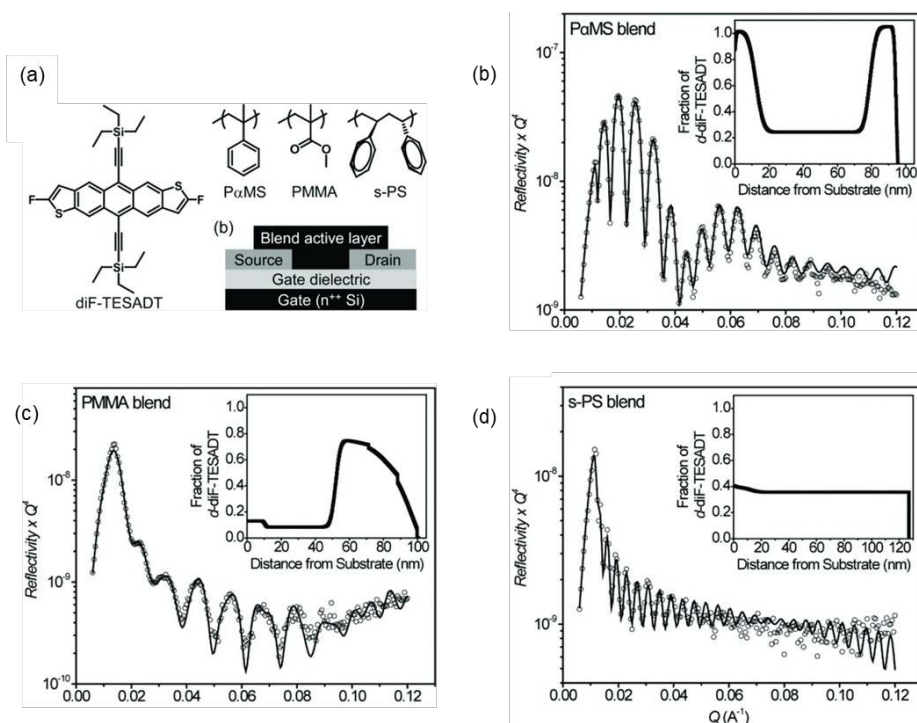 (a)
Si
F
S
S
F
Si
diF-TESADT
PαMS
PMMA
s-PS
O
O
(b)
Blend active layer
Source
Drain
Gate dielectric
Gate (n⁺⁺ Si)
(b)
PαMS blend
Reflectivity x Q⁴
10⁻⁷
10⁻⁸
10⁻⁹
0.00 0.02 0.04 0.06 0.08 0.10 0.12
Fraction of
d-diF-TESADT
1.0
0.8
0.6
0.4
0.2
0.0
0 20 40 60 80 100
Distance from Substrate (nm)
(c)
PMMA blend
Reflectivity x Q⁴
10⁻⁸
10⁻⁹
10⁻¹⁰
0.00 0.02 0.04 0.06 0.08 0.10 0.12
Fraction of
d-diF-TESADT
1.0
0.8
0.6
0.4
0.2
0.0
0 20 40 60 80 100
Distance from Substrate (nm)
(d)
s-PS blend
Reflectivity x Q⁴
10⁻⁸
10⁻⁹
0.00 0.02 0.04 0.06 0.08 0.10 0.12
Q (A⁻¹)
Fraction of
d-diF-TESADT
1.0
0.8
0.6
0.4
0.2
0.0
0 20 40 60 80 100 120
Distance from Substrate (nm)